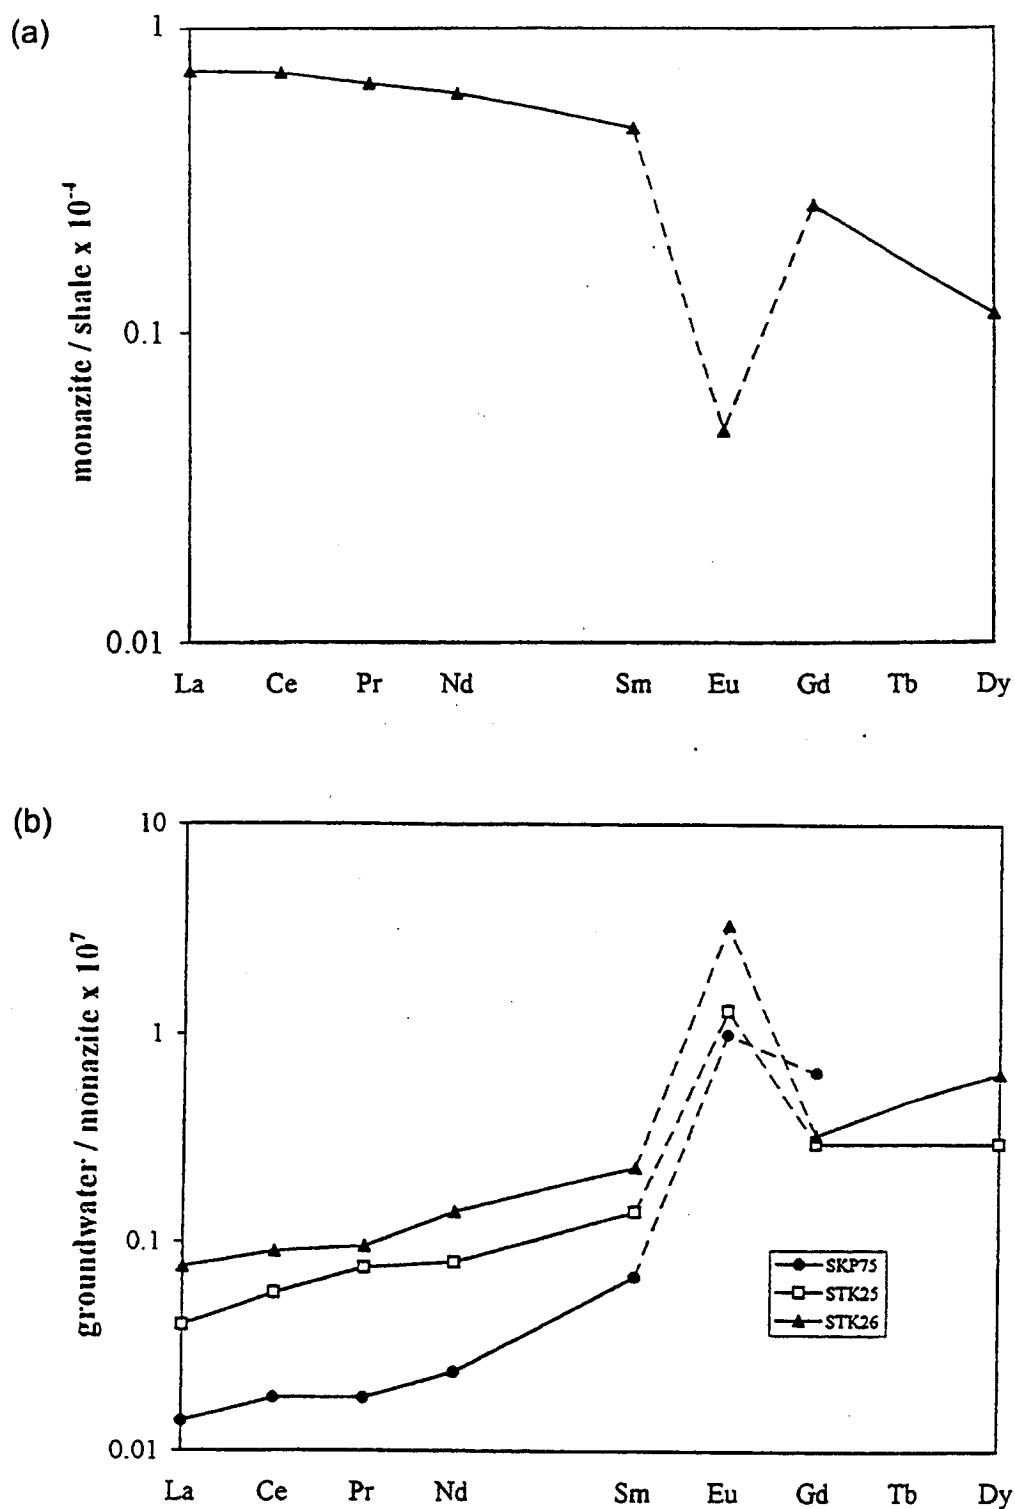 (a)
1
0.1
0.01
monazite / shale x 10⁻⁴
La Ce Pr Nd Sm Eu Gd Tb Dy
(b)
10
1
0.1
0.01
groundwater / monazite x 10⁷
SKP75
STK25
STK26
La Ce Pr Nd Sm Eu Gd Tb Dy